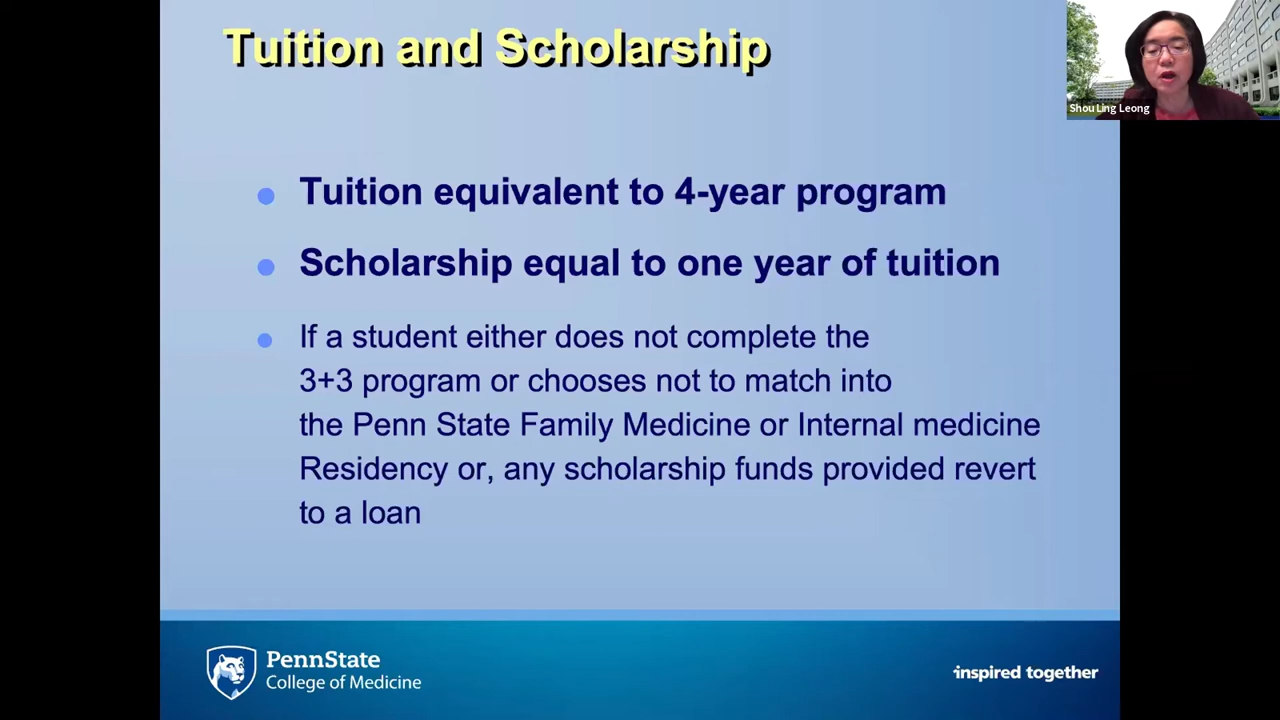 Tuition and Scholarship
Shou Ling Leong
Tuition equivalent to 4-year program
Scholarship equal to one year of tuition
If a student either does not complete the
3+3 program or chooses not to match into
the Penn State Family Medicine or Internal medicine
Residency or, any scholarship funds provided revert
to a loan
PennState
College of Medicine
inspired together